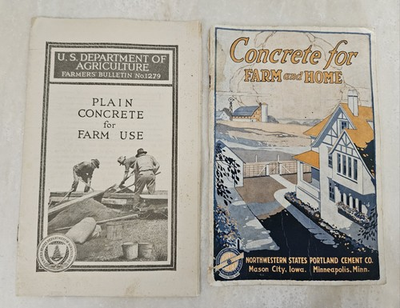 U.S. DEPARTMENT OF
AGRICULTURE
FARMERS' BULLETIN No 1279
PLAIN
CONCRETE
for
FARM USE
Concrete for
FARM and HOME
NORTHWESTERN STATES PORTLAND CEMENT CO.
Mason City, Iowa. Minneapolis, Minn.